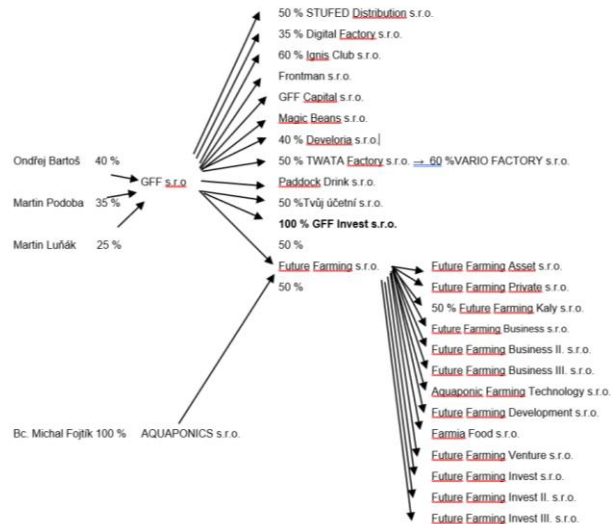 50 % STUFED Distribution s.r.o.
35 % Digital Factory s.r.o.
60 % Ignis Club s.r.o.
Frontman s.r.o.
GFF Capital s.r.o.
Magic Beans s.r.o.
40 % Develoria s.r.o.
Ondřej Bartoš 40 %
50 % TWATA Factory s.r.o. → 60 %VARIO FACTORY s.r.o.
GFF s.r.o
Paddock Drink s.r.o.
Martin Podoba 35 %
50 %Tvůj účetní s.r.o.
100 % GFF Invest s.r.o.
Martin Luňák 25 %
50 %
Future Farming s.r.o.
50 %
Future Farming Asset s.r.o.
Future Farming Private s.r.o.
50 % Future Farming Kaly s.r.o.
Future Farming Business s.r.o.
Future Farming Business II. s.r.o.
Future Farming Business III. s.r.o.
Aquaponic Farming Technology s.r.o.
Future Farming Development s.r.o.
Farmia Food s.r.o.
Future Farming Venture s.r.o.
Future Farming Invest s.r.o.
Future Farming Invest II. s.r.o.
Future Farming Invest III. s.r.o.
Bc. Michal Fojtík 100 % AQUAPONICS s.r.o.